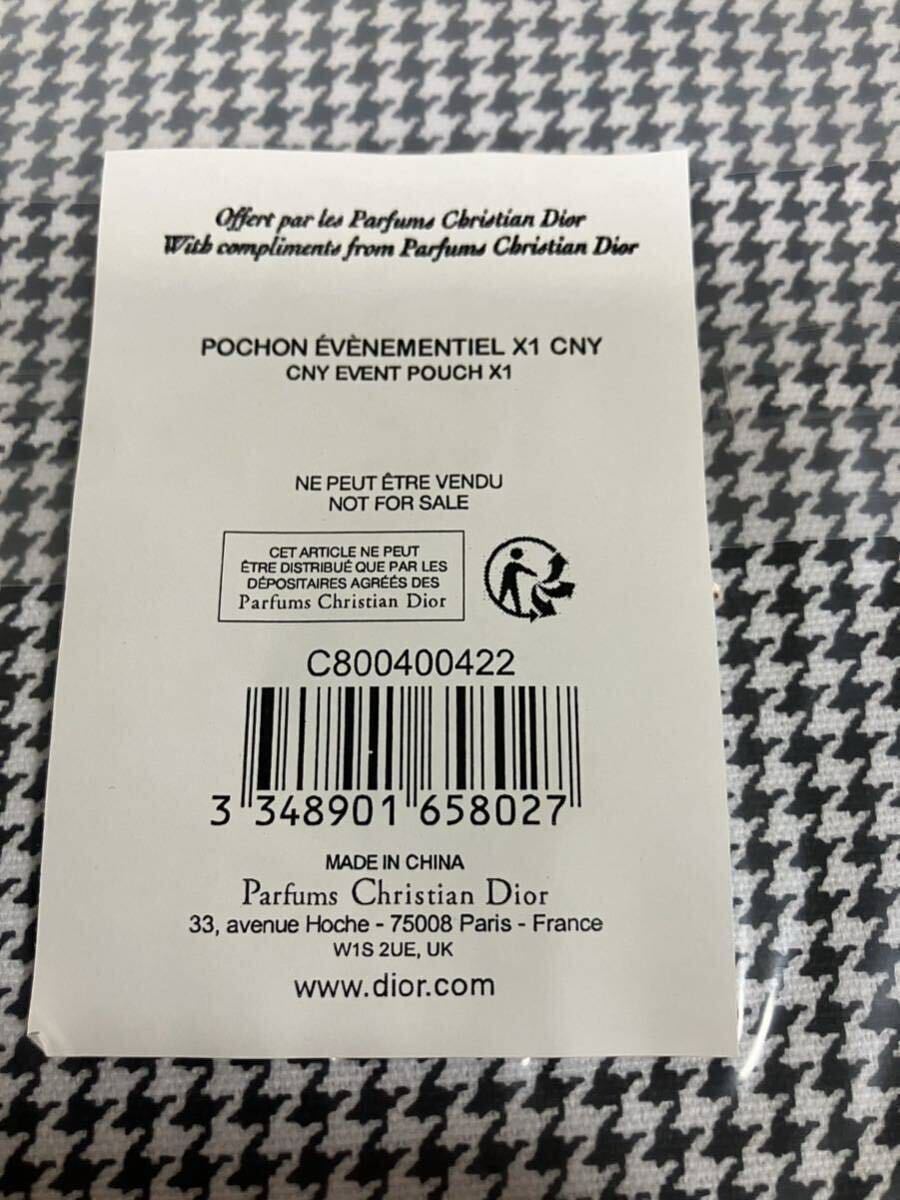 Offert par les Parfums Christian Dior
With compliments from Parfums Christian Dior
POCHON ÉVÈNEMENTIEL X1 CNY
CNY EVENT POUCH X1
NE PEUT ÊTRE VENDU
NOT FOR SALE
CET ARTICLE NE PEUT
ÊTRE DISTRIBUÉ QUE PAR LES
DÉPOSITAIRES AGRÉÉS DES
Parfums Christian Dior
C800400422
3 348901 658027
MADE IN CHINA
Parfums Christian Dior
33, avenue Hoche - 75008 Paris - France
W1S 2UE, UK
www.dior.com